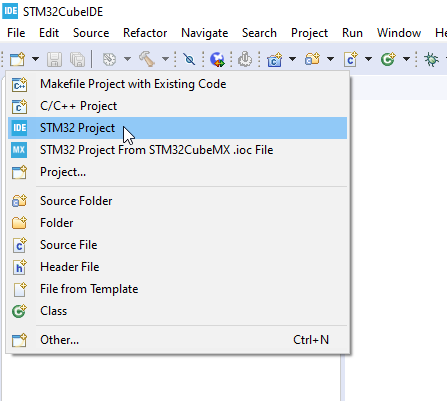 IDE STM32CubeIDE
File Edit Source Refactor Navigate Search Project Run Window He
Makefile Project with Existing Code
C/C++ Project
IDE STM32 Project
MX STM32 Project From STM32CubeMX .ioc File
Project...
Source Folder
Folder
Source File
Header File
File from Template
Class
Other... Ctrl+N